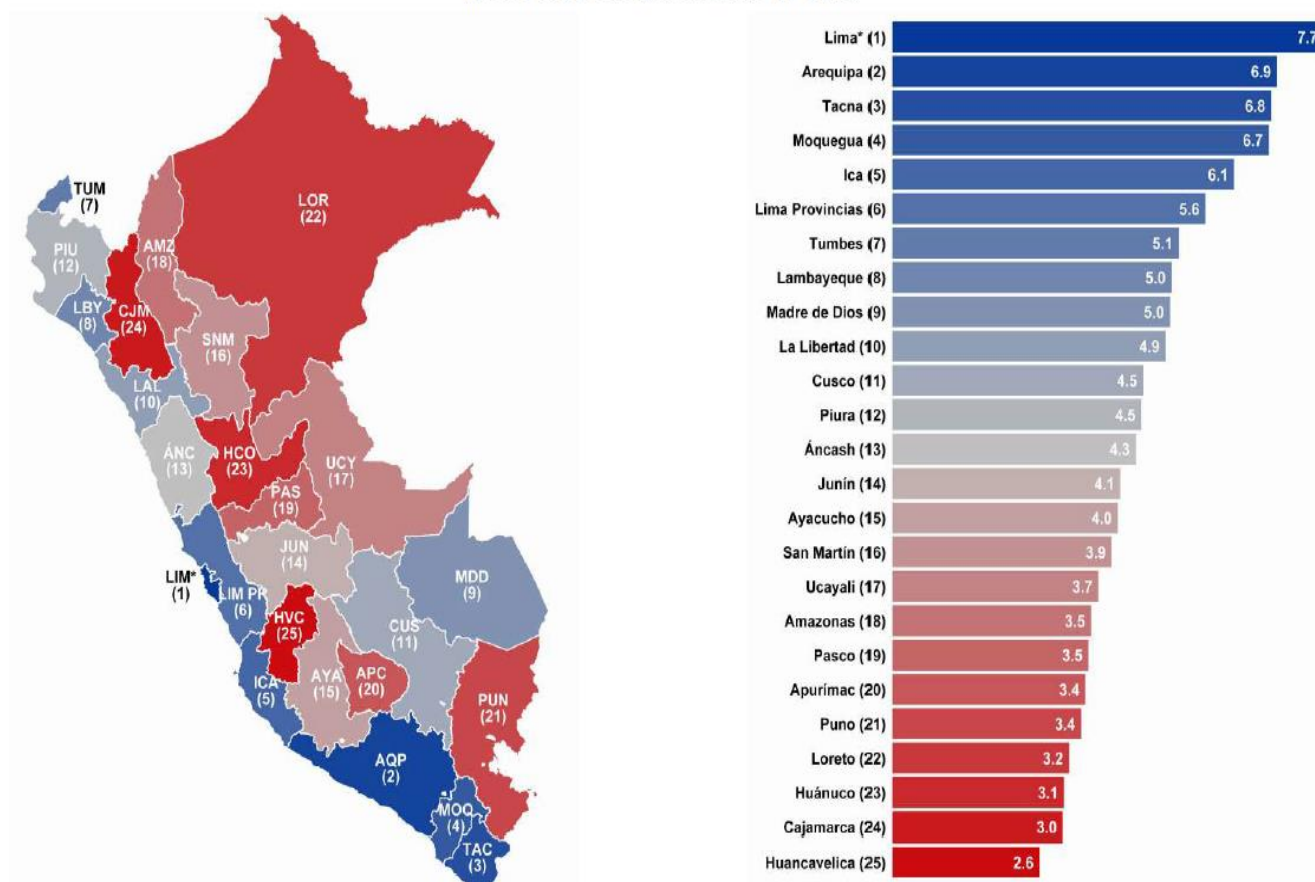 TUM
(7)
PIU
(12)
LBY
(8)
CJM
(24)
AMZ
(18)
LOR
(22)
SNM
(16)
LAL
(10)
ÁNC
(13)
HCO
(23)
UCY
(17)
PAS
(19)
JUN
(14)
LIM*
(1)
LIM PR
(6)
HVC
(25)
MDD
(9)
CUS
(11)
ICA
(5)
AYA
(15)
APC
(20)
PUN
(21)
AQP
(2)
MOQ
(4)
TAC
(3)
Lima* (1) 7.7
Arequipa (2) 6.9
Tacna (3) 6.8
Moquegua (4) 6.7
Ica (5) 6.1
Lima Provincias (6) 5.6
Tumbes (7) 5.1
Lambayeque (8) 5.0
Madre de Dios (9) 5.0
La Libertad (10) 4.9
Cusco (11) 4.5
Piura (12) 4.5
Áncash (13) 4.3
Junín (14) 4.1
Ayacucho (15) 4.0
San Martín (16) 3.9
Ucayali (17) 3.7
Amazonas (18) 3.5
Pasco (19) 3.5
Apurímac (20) 3.4
Puno (21) 3.4
Loreto (22) 3.2
Huánuco (23) 3.1
Cajamarca (24) 3.0
Huancavelica (25) 2.6